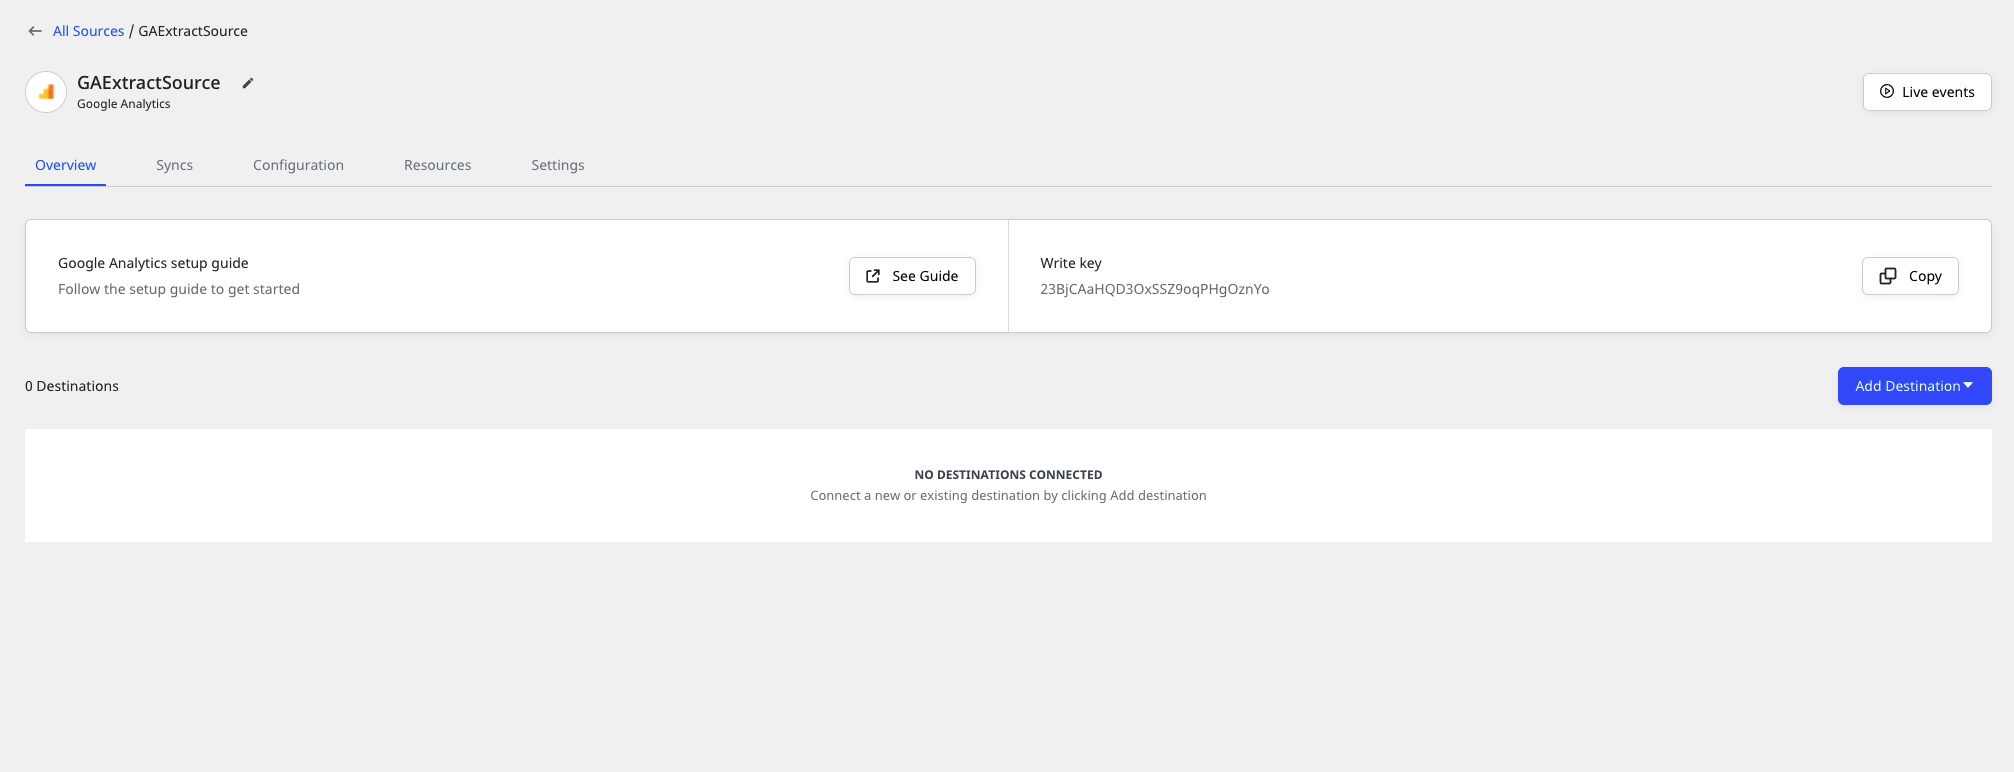 All Sources / GAExtractSource
GAExtractSource
Google Analytics
Live events
Overview
Syncs
Configuration
Resources
Settings
Google Analytics setup guide
Follow the setup guide to get started
See Guide
Write key
23BjCAaHQD3OxSSZ9oqPHgOznYo
Copy
0 Destinations
Add Destination
NO DESTINATIONS CONNECTED
Connect a new or existing destination by clicking Add destination